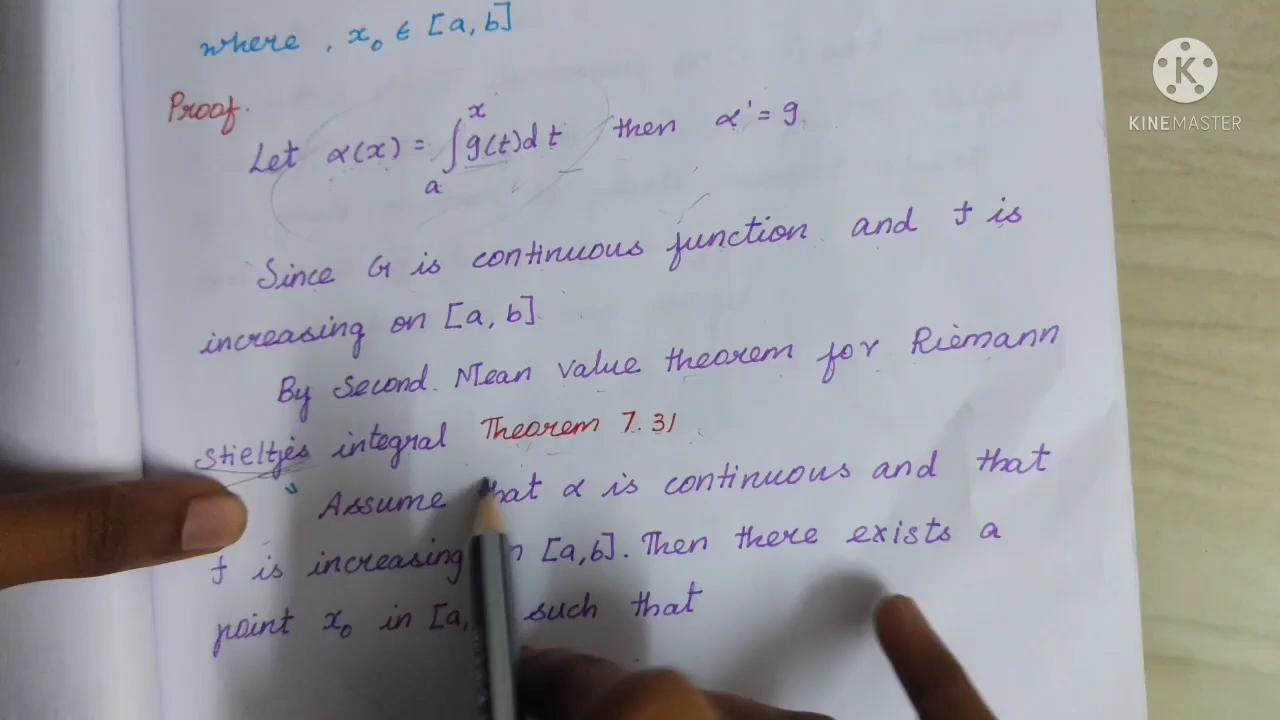 where, x₀ ∈ [a, b]
Proof.
Let α(x) = ∫ₐˣ g(t)dt then α' = g.
Since G is continuous function and f is
increasing on [a, b]
By Second Mean value theorem for Riemann
Stieltjes integral Theorem 7.31
Assume that α is continuous and that
f is increasing [a,b]. Then there exists a
point x₀ in [a, such that
KINEMASTER